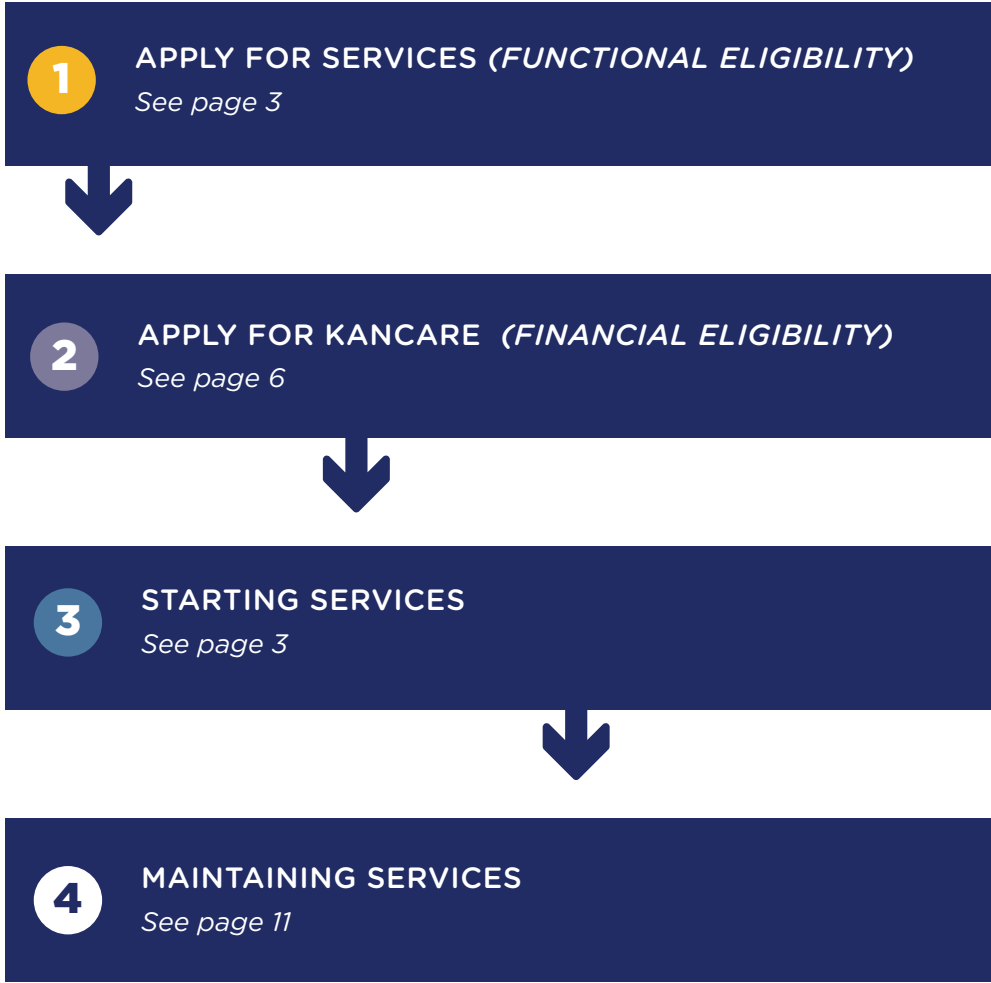 1
APPLY FOR SERVICES (FUNCTIONAL ELIGIBILITY)
See page 3
2
APPLY FOR KANCARE (FINANCIAL ELIGIBILITY)
See page 6
3
STARTING SERVICES
See page 3
4
MAINTAINING SERVICES
See page 11